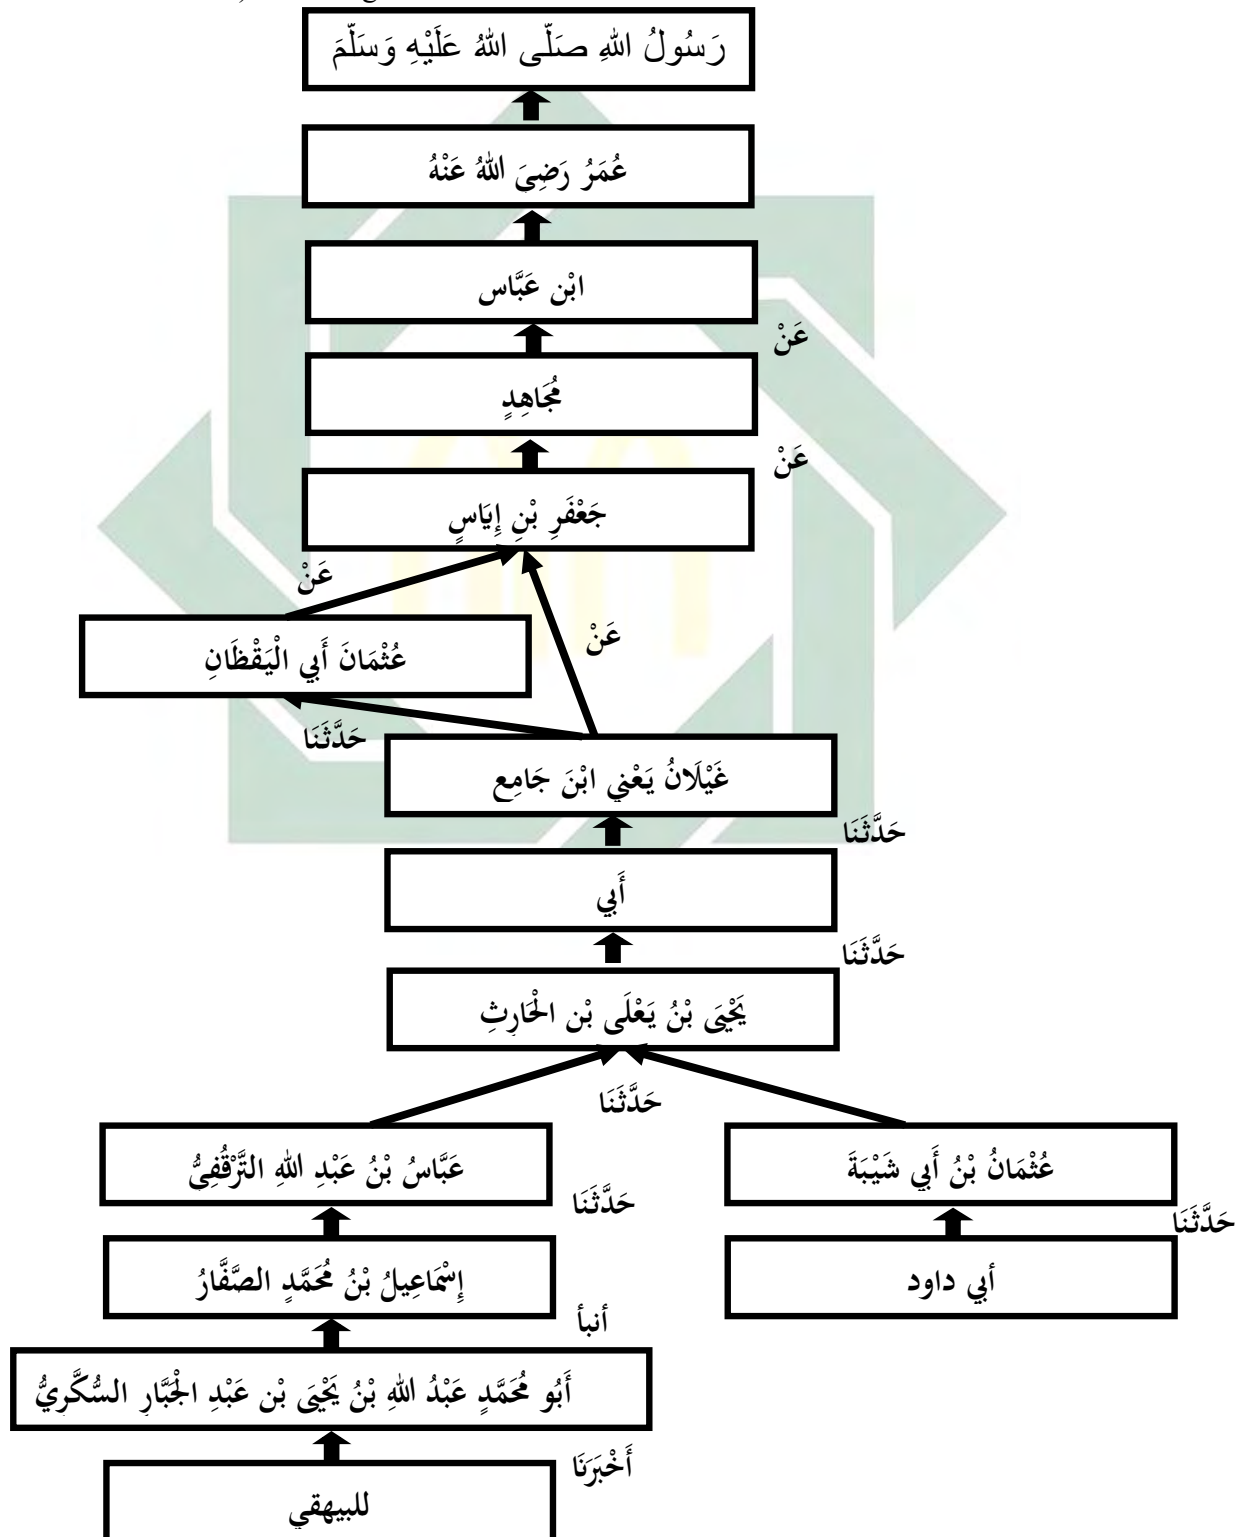 رَسُولُ اللهِ صَلَّى اللهُ عَلَيْهِ وَسَلَّمَ
عُمَرُ رَضِيَ اللهُ عَنْهُ
ابْن عَبَّاس
عَنْ
مُجَاهِدٍ
عَنْ
جَعْفَرِ بْنِ إِيَاسٍ
عَنْ
عَنْ
عُثْمَانَ أَبِي الْيَقْظَانِ
حَدَّثَنَا
غَيْلَانُ يَعْنِي ابْنَ جَامِع
حَدَّثَنَا
أَبِي
حَدَّثَنَا
يَحْيَى بْنُ يَعْلَى بْن الْحَارِثِ
حَدَّثَنَا
عُثْمَانُ بْنُ أَبِي شَيْبَةَ
عَبَّاسُ بْنُ عَبْدِ اللهِ التَّرْقُفِيُّ
حَدَّثَنَا
حَدَّثَنَا
أبي داود
إِسْمَاعِيلُ بْنُ مُحَمَّدٍ الصَّفَّارُ
أنبأ
أَبُو مُحَمَّدٍ عَبْدُ اللهِ بْنُ يَحْيَى بْن عَبْدِ الْجَبَّارِ السُّكَّرِيُّ
أَخْبَرَنَا
للبيهقي